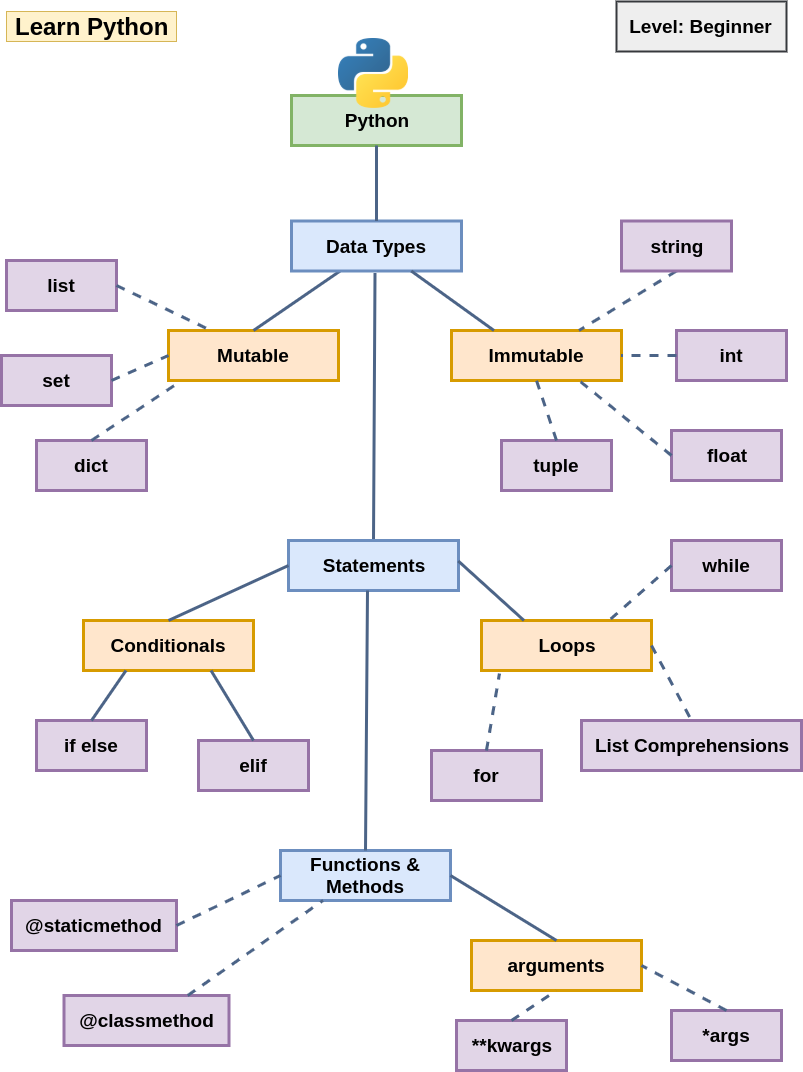 Learn Python
Level: Beginner
Python
Data Types
string
list
Mutable
Immutable
int
set
dict
tuple
float
Statements
while
Conditionals
Loops
if else
elif
for
List Comprehensions
Functions &
Methods
@staticmethod
arguments
@classmethod
**kwargs
*args